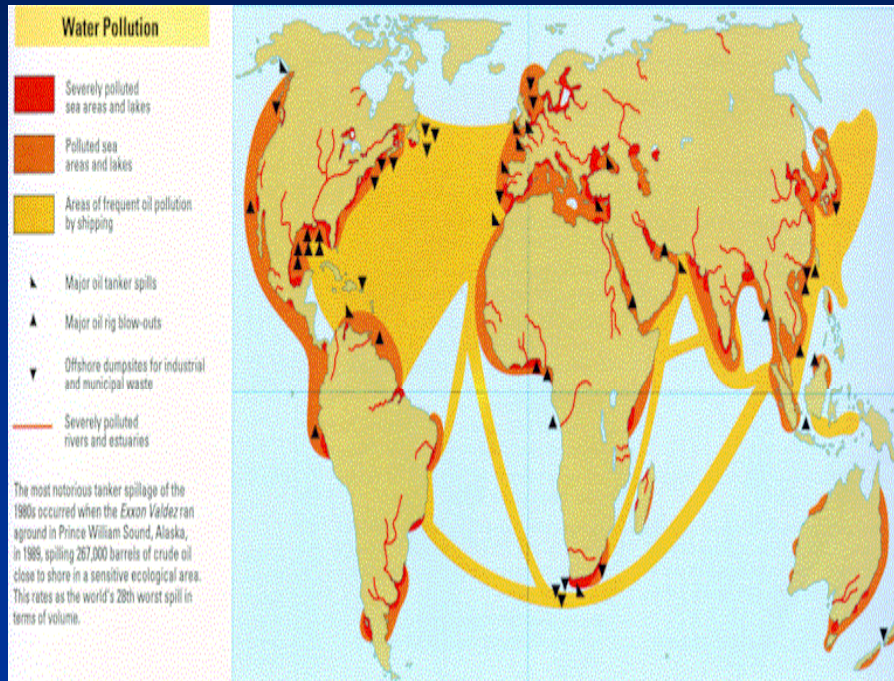 Water Pollution
Severely polluted
sea areas and lakes
Polluted sea
areas and lakes
Areas of frequent oil pollution
by shipping
Major oil tanker spills
Major oil rig blow-outs
Offshore dumpsites for industrial
and municipal waste
Severely polluted
rivers and estuaries
The most notorious tanker spillage of the
1980s occurred when the Exxon Valdez ran
aground in Prince William Sound, Alaska,
in 1989, spilling 267,000 barrels of crude oil
close to shore in a sensitive ecological area.
This rates as the world's 28th worst spill in
terms of volume.